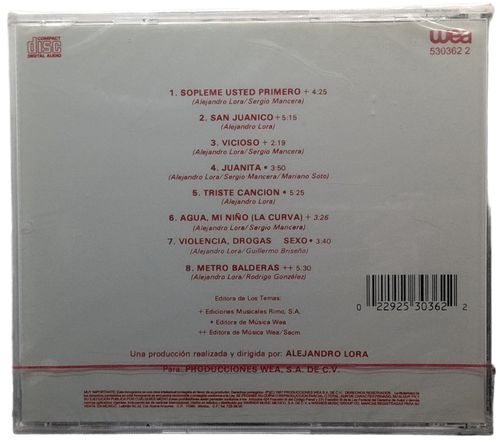 COMPACT
disc
DIGITAL AUDIO
wea
530362 2
1. SOPLEME USTED PRIMERO + 4:25
(Alejandro Lora/Sergio Mancera)
2. SAN JUANICO + 5:15
(Alejandro Lora)
3. VICIOSO + 2:19
(Alejandro Lora/Sergio Mancera)
4. JUANITA • 3:50
(Alejandro Lora/Sergio Mancera/Mariano Soto)
5. TRISTE CANCION • 5:25
(Alejandro Lora)
6. AGUA, MI NIÑO (LA CURVA) + 3:26
(Alejandro Lora/Sergio Mancera)
7. VIOLENCIA, DROGAS SEXO • 3:40
(Alejandro Lora/Guillermo Briseño)
8. METRO BALDERAS ++ 5:30
(Alejandro Lora/Rodrigo González)
Editora de Los Temas:
+ Ediciones Musicales Rimo, S.A.
• Editora de Música Wea
++ Editora de Música Wea/Sacm
0 22925 30362 2
Una producción realizada y dirigida por: ALEJANDRO LORA
Para: PRODUCCIONES WEA, S.A. DE C.V.
MUY IMPORTANTE: